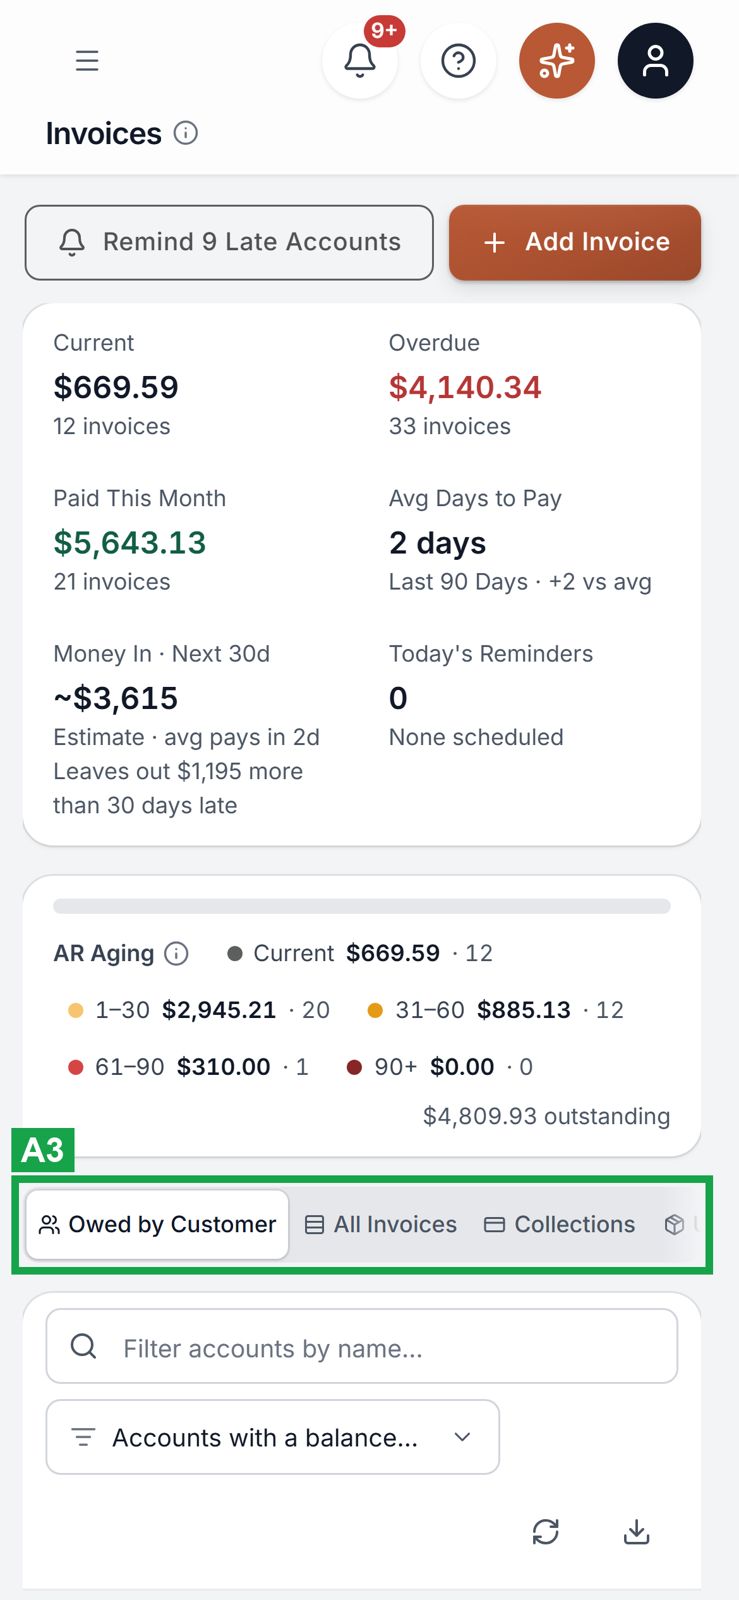 9+
Invoices
Remind 9 Late Accounts
+ Add Invoice
Current
$669.59
12 invoices
Overdue
$4,140.34
33 invoices
Paid This Month
$5,643.13
21 invoices
Avg Days to Pay
2 days
Last 90 Days · +2 vs avg
Money In · Next 30d
~$3,615
Estimate · avg pays in 2d
Leaves out $1,195 more
than 30 days late
Today's Reminders
0
None scheduled
AR Aging
Current $669.59 · 12
1–30 $2,945.21 · 20
31–60 $885.13 · 12
61–90 $310.00 · 1
90+ $0.00 · 0
$4,809.93 outstanding
A3
Owed by Customer
All Invoices
Collections
Filter accounts by name...
Accounts with a balance...